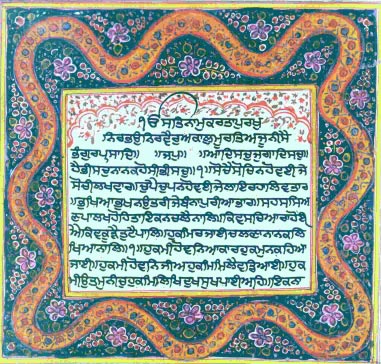 ੴ ਸਤਿਨਾਮੁਕਰਤਾਪੁਰਖੁ
ਨਿਰਭਉਨਿਰਵੈਰੁਅਕਾਲਮੂਰਤਿਅਜੂਨੀਸੈ
ਭੰਗੁਰਪ੍ਰਸਾਦਿ॥ ॥ਜਪੁ॥ ॥ਆਦਿਸਚੁਜੁਗਾਦਿਸਚੁ॥
ਹੈਭੀਸਚੁਨਾਨਕਹੋਸੀਭੀਸਚੁ॥੧॥ਸੋਚੈਸੋਚਿਨਹੋਵਈਜੇ
ਸੋਚੀਲਖਵਾਰ॥ਚੁਪੈਚੁਪਨਹੋਵਈਜੇਲਾਇਰਹਾਲਿਵਤਾਰ
॥ਭੁਖਿਆਭੁਖਨਉਤਰੀਜੇਬੰਨਾਪੁਰੀਆਭਾਰ॥ਸਹਸਸਿਆ
ਣਪਾਲਖਹੋਹਿਤਾਇਕਨਚਲੈਨਾਲਿ॥ਕਿਵਸਚਿਆਰਾਹੋਈ
ਐਕਿਵਕੂੜੈਤੁਟੈਪਾਲਿ॥ਹੁਕਮਿਰਜਾਈਚਲਣਾਨਾਨਕਲਿ
ਖਿਆਨਾਲਿ॥੧॥ਹੁਕਮੀਹੋਵਨਿਆਕਾਰਹੁਕਮੁਨਕਹਿਆ
ਜਾਈ॥ਹੁਕਮੀਹੋਵਨਿਜੀਅਹੁਕਮਿਮਿਲੈਵਡਿਆਈ॥ਹੁਕ
ਮੀਉਤਮੁਨੀਚੁਹੁਕਮਿਲਿਖਿਦੁਖਸੁਖਪਾਈਅਹਿ॥ਇਕਨਾ